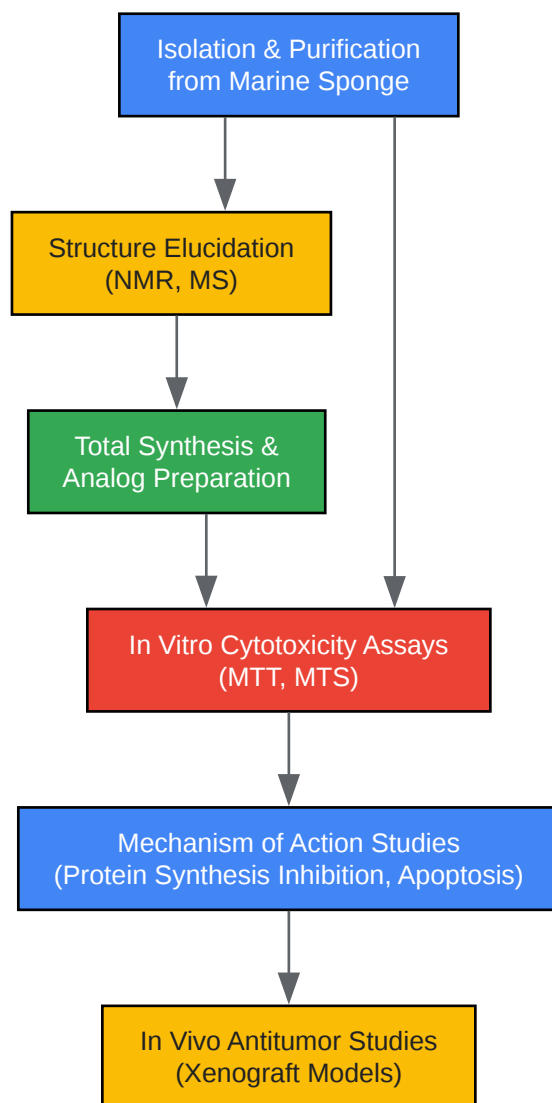 Isolation & Purification
from Marine Sponge
Structure Elucidation
(NMR, MS)
Total Synthesis &
Analog Preparation
In Vitro Cytotoxicity Assays
(MTT, MTS)
Mechanism of Action Studies
(Protein Synthesis Inhibition, Apoptosis)
In Vivo Antitumor Studies
(Xenograft Models)